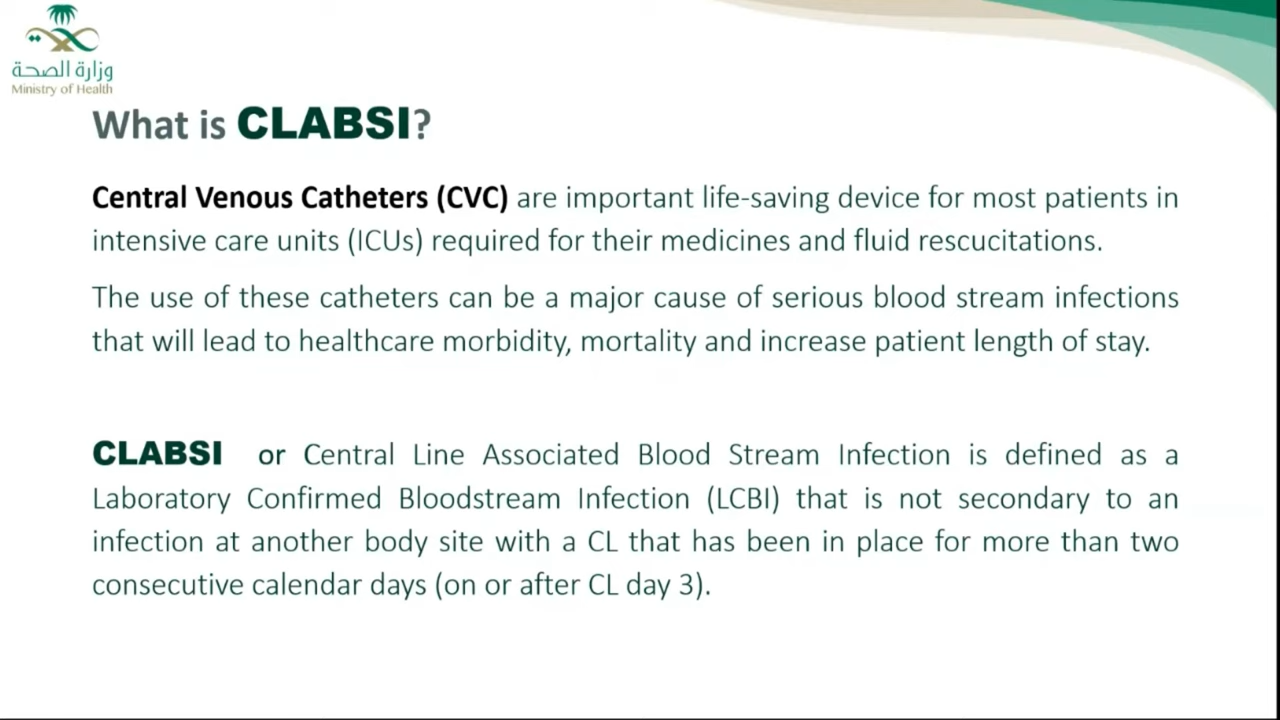 وزارة الصحة
Ministry of Health
What is CLABSI?
Central Venous Catheters (CVC) are important life-saving device for most patients in
intensive care units (ICUs) required for their medicines and fluid rescucitations.
The use of these catheters can be a major cause of serious blood stream infections
that will lead to healthcare morbidity, mortality and increase patient length of stay.
CLABSI or Central Line Associated Blood Stream Infection is defined as a
Laboratory Confirmed Bloodstream Infection (LCBI) that is not secondary to an
infection at another body site with a CL that has been in place for more than two
consecutive calendar days (on or after CL day 3).